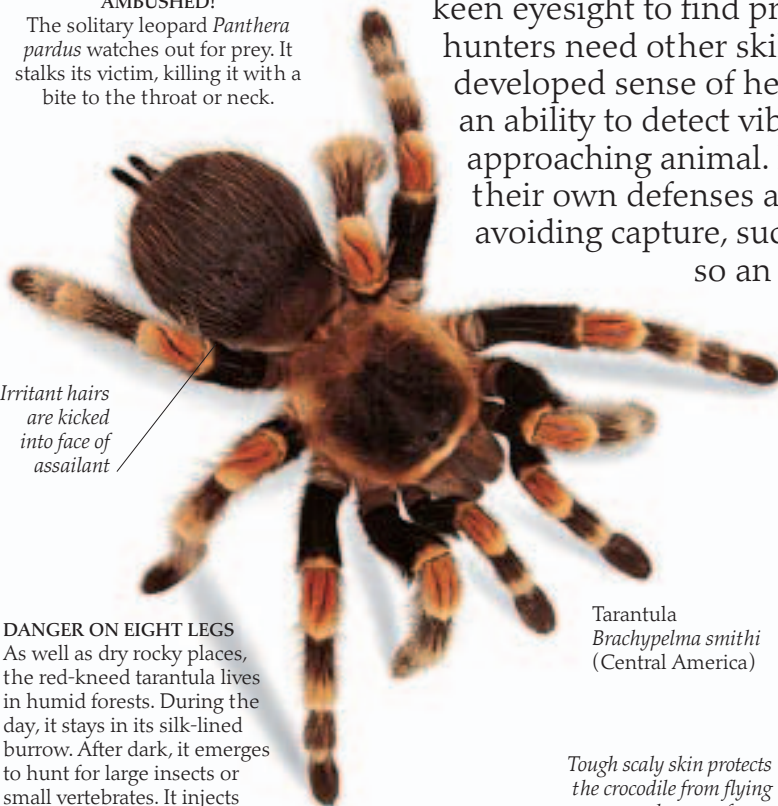 AMBUSHED!
The solitary leopard Panthera
pardus watches out for prey. It
stalks its victim, killing it with a
bite to the throat or neck.
keen eyesight to find
hunters need other
developed sense of
an ability to detect
approaching animal.
their own defenses
avoiding capture,
so an
Irritant hairs
are kicked
into face of
assailant
DANGER ON EIGHT LEGS
As well as dry rocky places,
the red-kneed tarantula lives
in humid forests. During the
day, it stays in its silk-lined
burrow. After dark, it emerges
to hunt for large insects or
small vertebrates. It injects
Tarantula
Brachypelma smithi
(Central America)
Tough scaly skin protects
the crocodile from flying